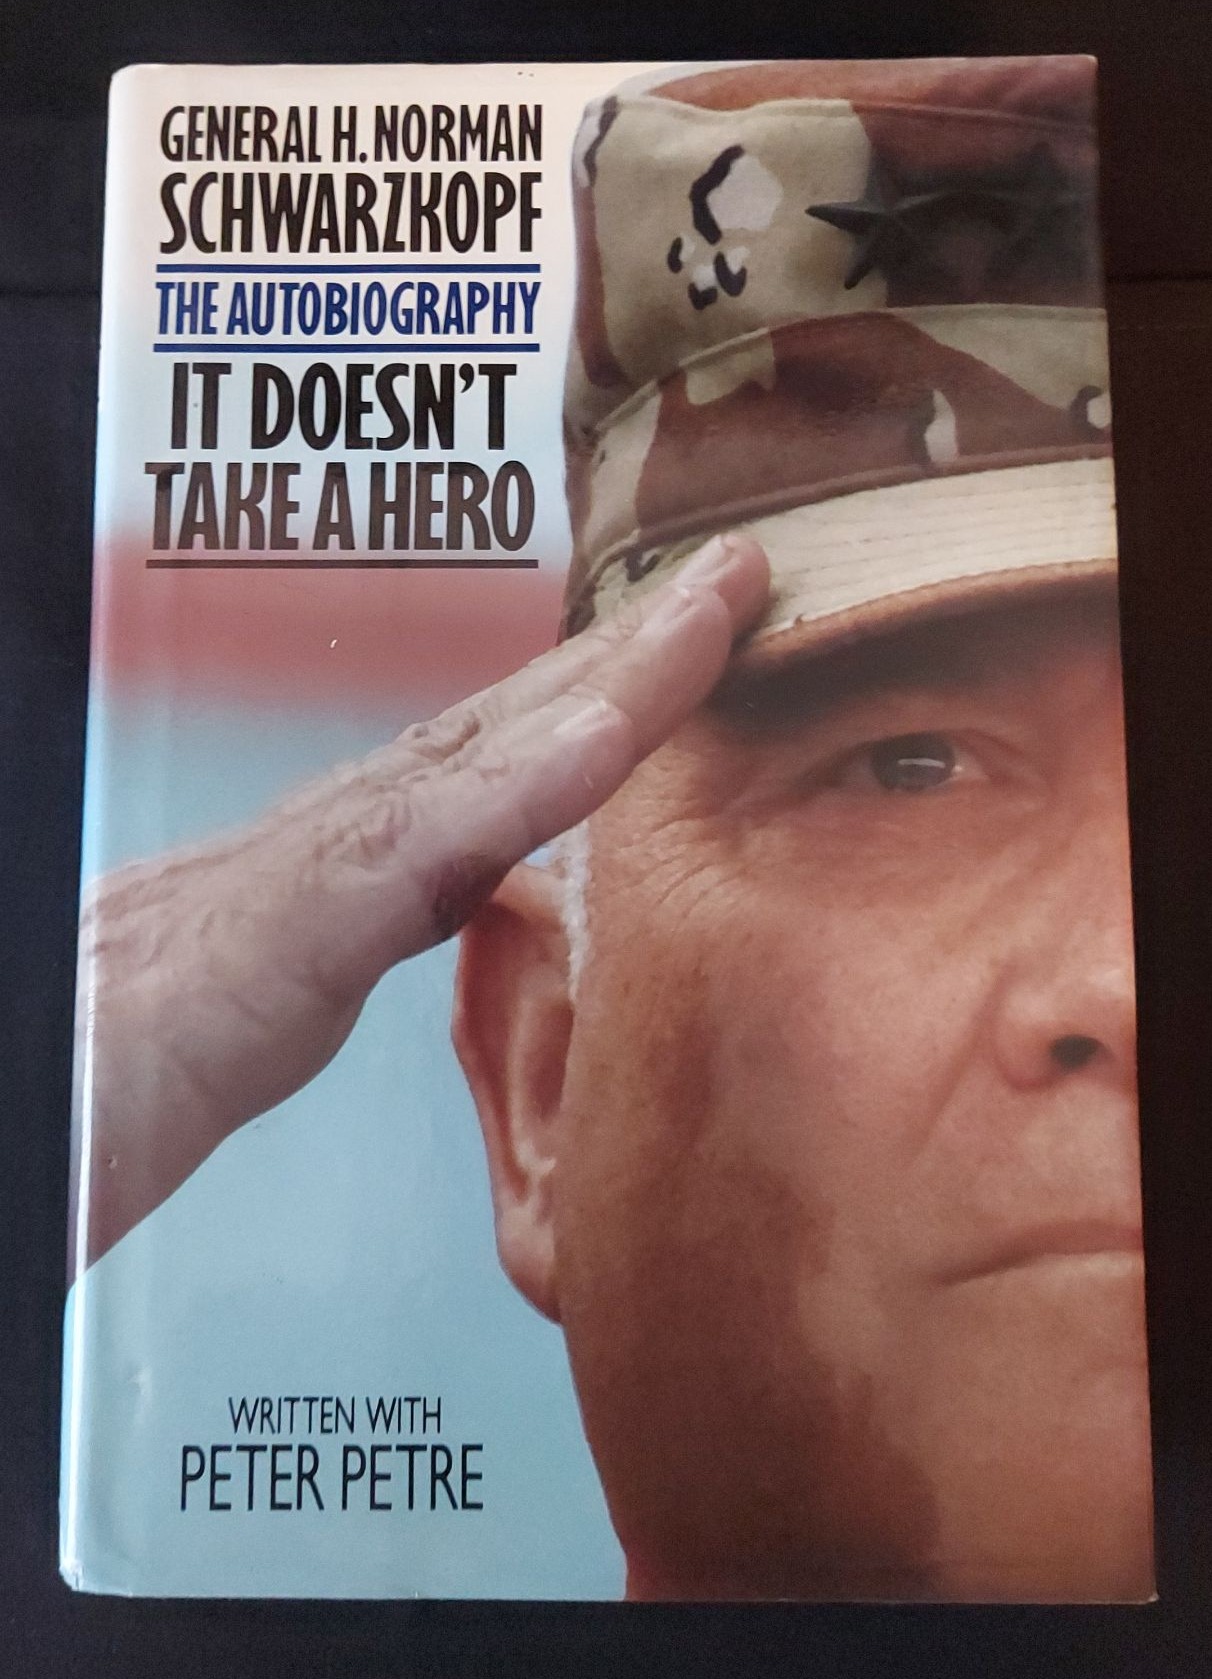 GENERAL H. NORMAN
SCHWARZKOPF
THE AUTOBIOGRAPHY
IT DOESN'T
TAKE A HERO
WRITTEN WITH
PETER PETRE